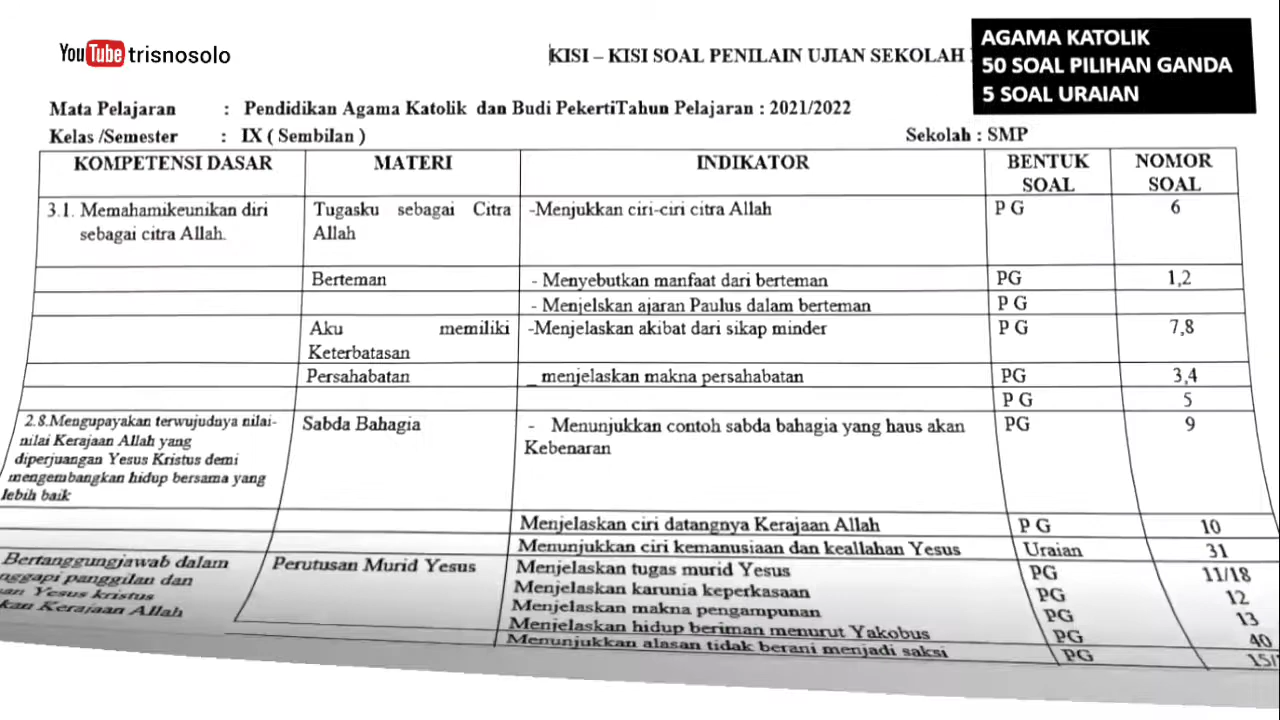 YouTube trisnosolo
KISI – KISI SOAL PENILAIN UJIAN SEKOLAH
AGAMA KATOLIK
50 SOAL PILIHAN GANDA
5 SOAL URAIAN
Mata Pelajaran : Pendidikan Agama Katolik dan Budi PekertiTahun Pelajaran : 2021/2022
Kelas /Semester : IX ( Sembilan ) Sekolah : SMP
KOMPETENSI DASAR MATERI INDIKATOR BENTUK SOAL NOMOR SOAL
3.1. Memahamikeunikan diri Tugasku sebagai Citra -Menjukkan ciri-ciri citra Allah P G 6
sebagai citra Allah. Allah
Berteman - Menyebutkan manfaat dari berteman PG 1,2
- Menjelskan ajaran Paulus dalam berteman P G
Aku memiliki -Menjelaskan akibat dari sikap minder P G 7,8
Keterbatasan
Persahabatan _ menjelaskan makna persahabatan PG 3,4
P G 5
2.8.Mengupayakan terwujudnya nilai- Sabda Bahagia - Menunjukkan contoh sabda bahagia yang haus akan PG 9
nilai Kerajaan Allah yang Kebenaran
diperjuangan Yesus Kristus demi
mengembangkan hidup bersama yang
lebih baik
Menjelaskan ciri datangnya Kerajaan Allah P G 10
Menunjukkan ciri kemanusiaan dan keallahan Yesus Uraian 31
Bertanggungjawab dalam Perutusan Murid Yesus Menjelaskan tugas murid Yesus PG 11/18
panggilan dan Menjelaskan karunia keperkasaan PG 12
Yesus kristus Menjelaskan makna pengampunan PG 13
Kerajaan Allah Menjelaskan hidup beriman menurut Yakobus PG 40
Menunjukkan alasan tidak berani menjadi saksi PG 15/